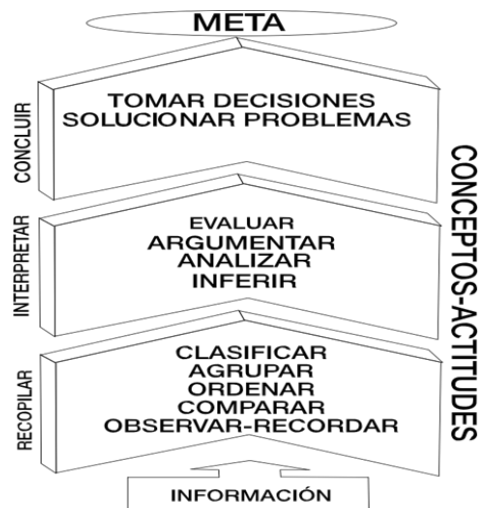 META
CONCLUIR
TOMAR DECISIONES
SOLUCIONAR PROBLEMAS
INTERPRETAR
EVALUAR
ARGUMENTAR
ANALIZAR
INFERIR
RECOPILAR
CLASIFICAR
AGRUPAR
ORDENAR
COMPARAR
OBSERVAR-RECORDAR
CONCEPTOS-ACTITUDES
INFORMACIÓN